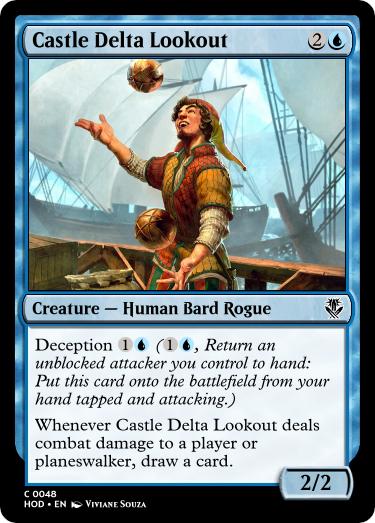 Castle Delta Lookout 2
Creature — Human Bard Rogue
Deception 1 (1, Return an
unblocked attacker you control to hand:
Put this card onto the battlefield from your
hand tapped and attacking.)
Whenever Castle Delta Lookout deals
combat damage to a player or
planeswalker, draw a card.
2/2
C 0048
HOD • EN Viviane Souza